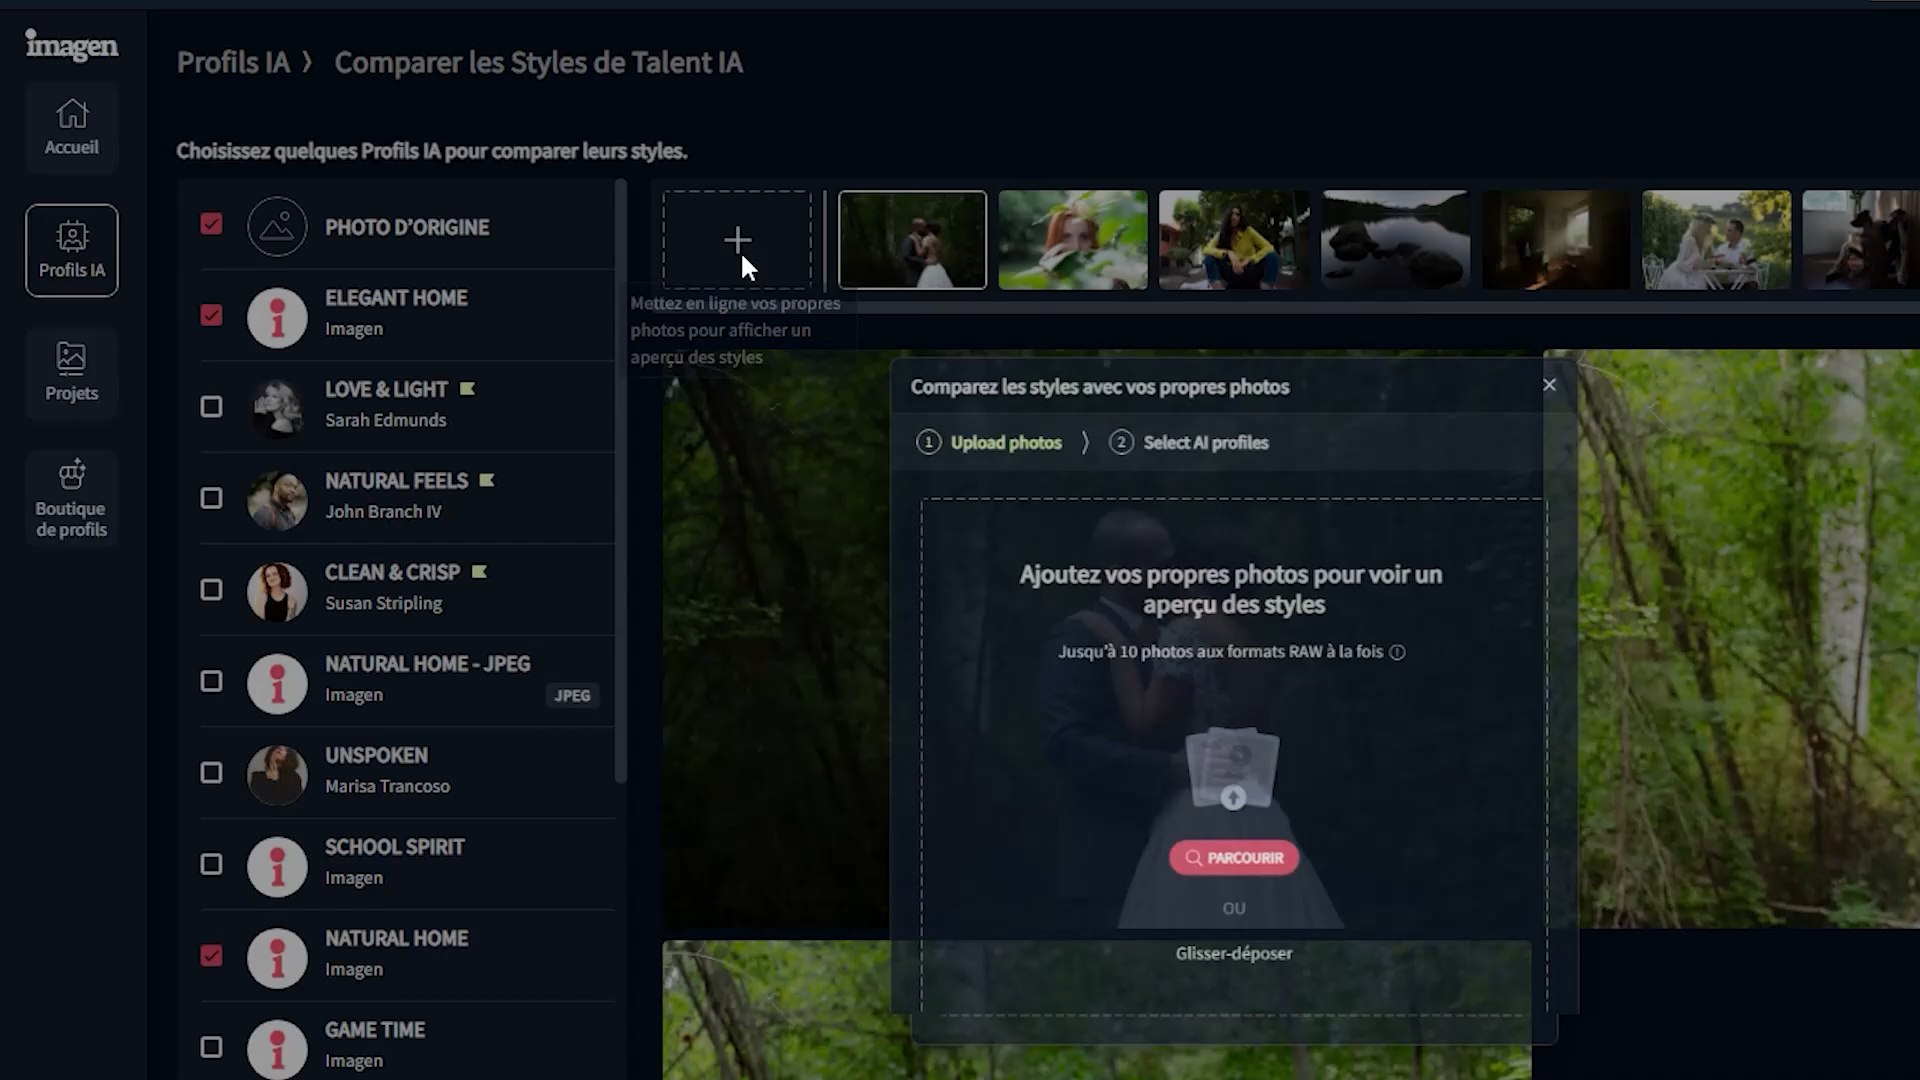 imagen
Profils IA 〉 Comparer les Styles de Talent IA
Accueil
Profils IA
Projets
Boutique
de profils
Choisissez quelques Profils IA pour comparer leurs styles.
PHOTO D'ORIGINE
ELEGANT HOME
Imagen
LOVE & LIGHT
Sarah Edmunds
NATURAL FEELS
John Branch IV
CLEAN & CRISP
Susan Stripling
NATURAL HOME - JPEG
Imagen
JPEG
UNSPOKEN
Marisa Trancoso
SCHOOL SPIRIT
Imagen
NATURAL HOME
Imagen
GAME TIME
Imagen
Mettez en ligne vos propres
photos pour afficher un
aperçu des styles
Comparez les styles avec vos propres photos
1 Upload photos 〉 2 Select AI profiles
Ajoutez vos propres photos pour voir un
aperçu des styles
Jusqu'à 10 photos aux formats RAW à la fois
PARCOURIR
OU
Glisser-déposer